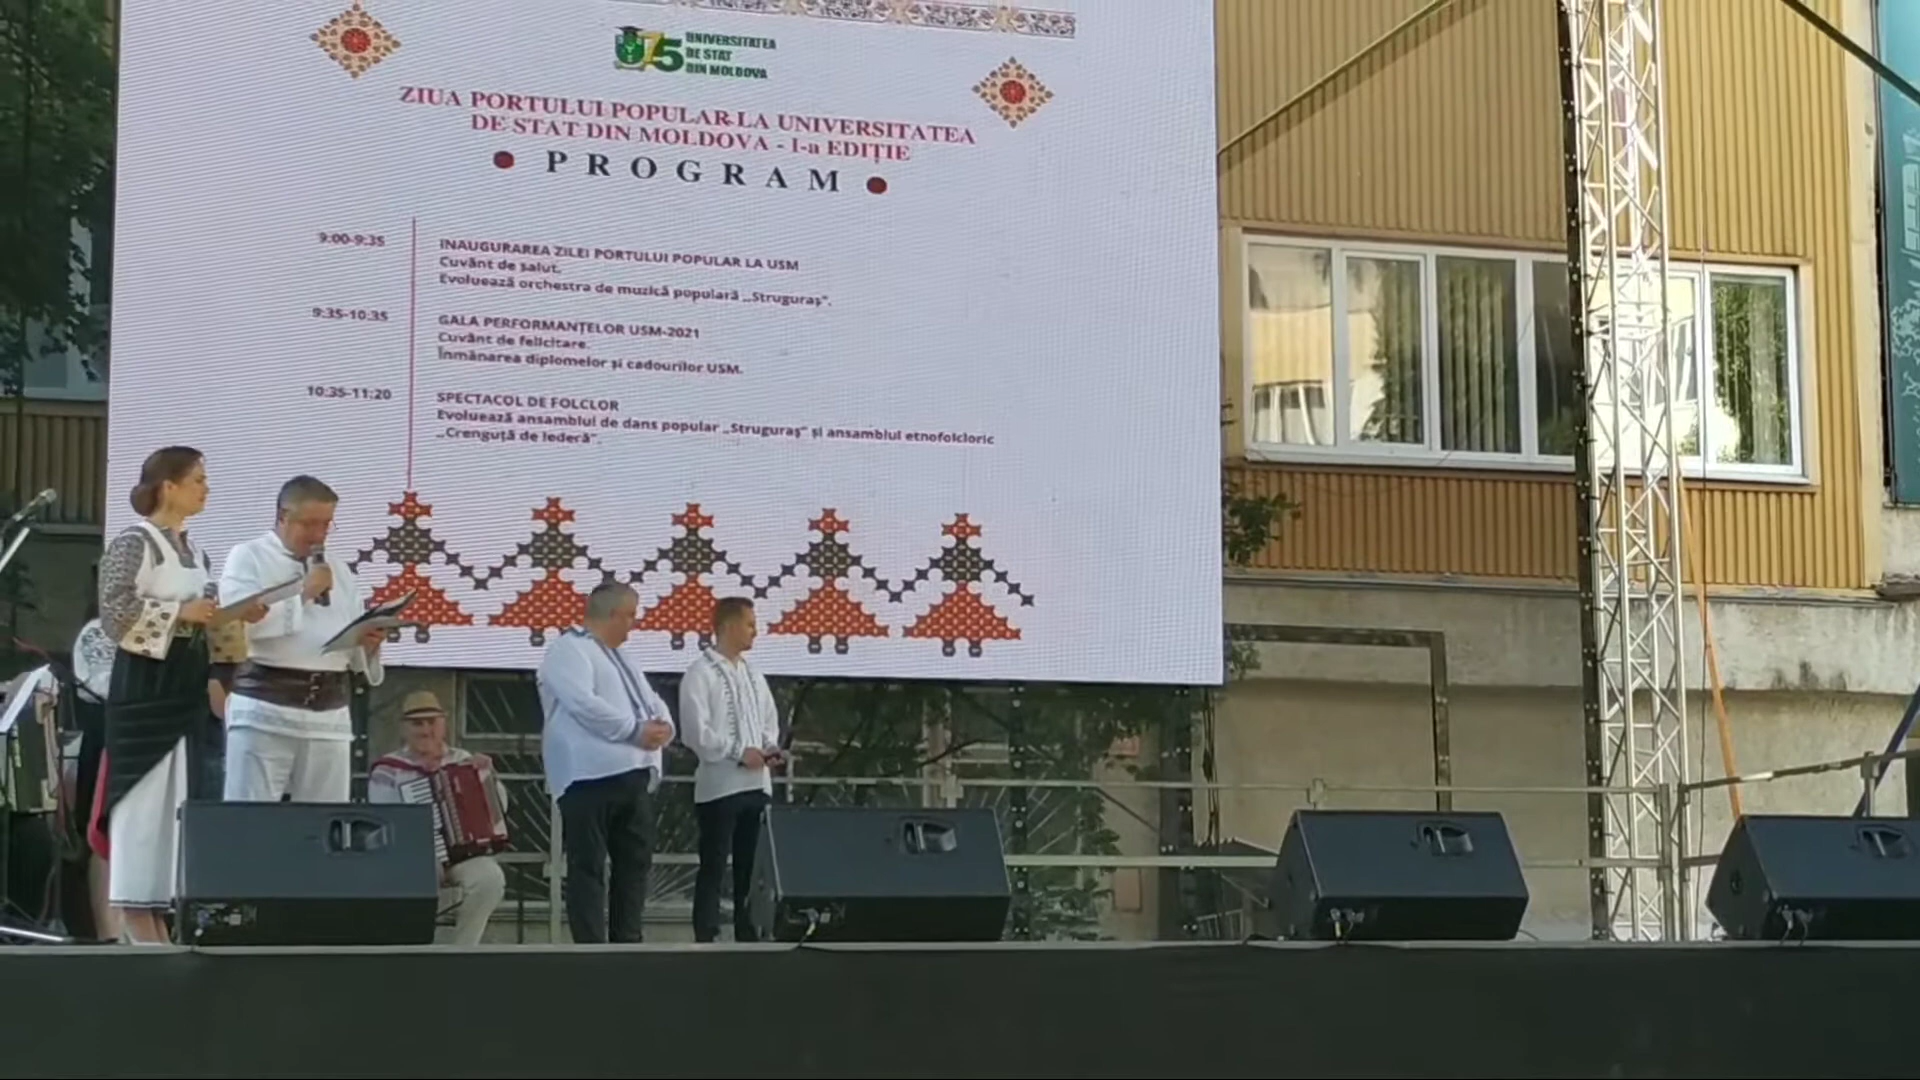 75 UNIVERSITATEA
DE STAT
DIN MOLDOVA
ZIUA PORTULUI POPULAR LA UNIVERSITATEA
DE STAT DIN MOLDOVA - I-a EDIȚIE
• PROGRAM •
9:00-9:35
INAUGURAREA ZILEI PORTULUI POPULAR LA USM
Cuvânt de salut.
Evoluează orchestra de muzică populară „Struguraș”.
9:35-10:35
GALA PERFORMANȚELOR USM-2021
Cuvânt de felicitare.
Înmânarea diplomelor și cadourilor USM.
10:35-11:20
SPECTACOL DE FOLCLOR
Evoluează ansamblul de dans popular „Struguraș” și ansamblul etnofolcloric
„Crenguță de Iederă”.